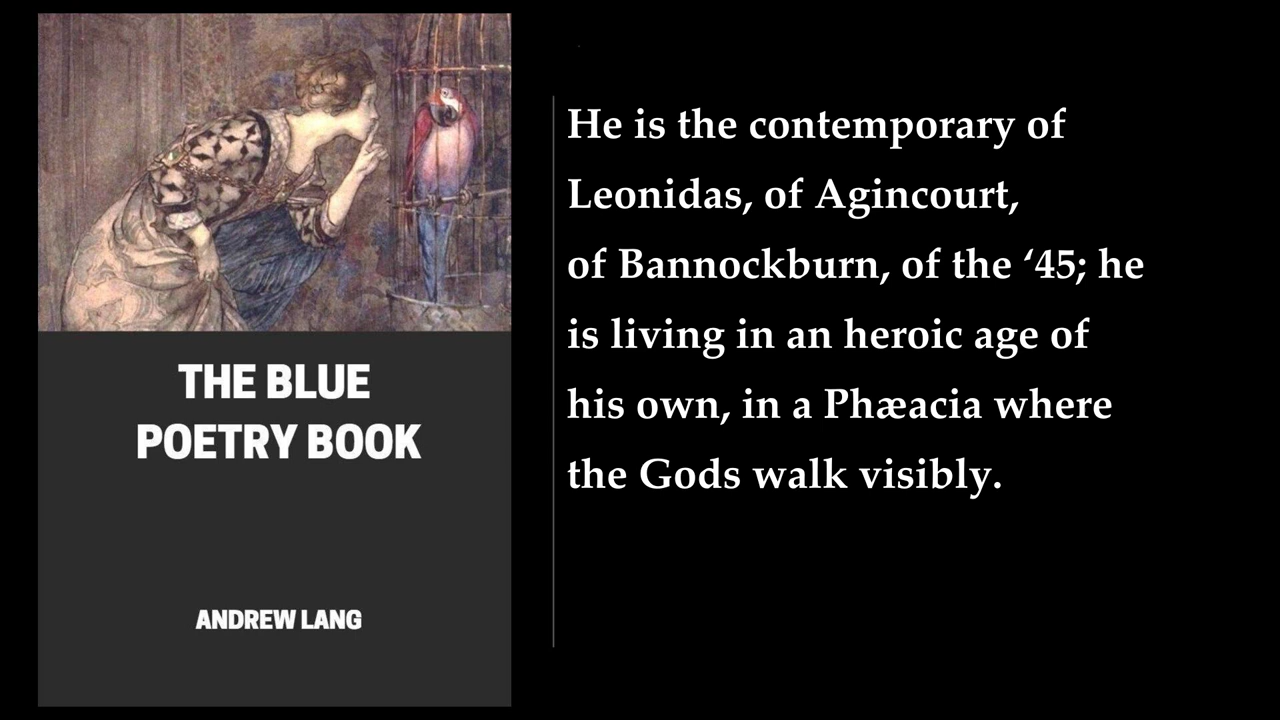 THE BLUE
POETRY BOOK
ANDREW LANG
He is the contemporary of
Leonidas, of Agincourt,
of Bannockburn, of the ‘45; he
is living in an heroic age of
his own, in a Phæacia where
the Gods walk visibly.